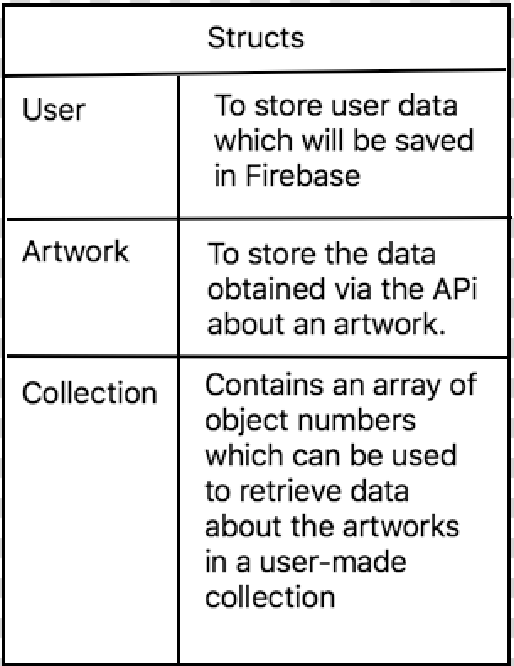 Structs
User
To store user data
which will be saved
in Firebase
Artwork
To store the data
obtained via the APi
about an artwork.
Collection
Contains an array of
object numbers
which can be used
to retrieve data
about the artworks
in a user-made
collection